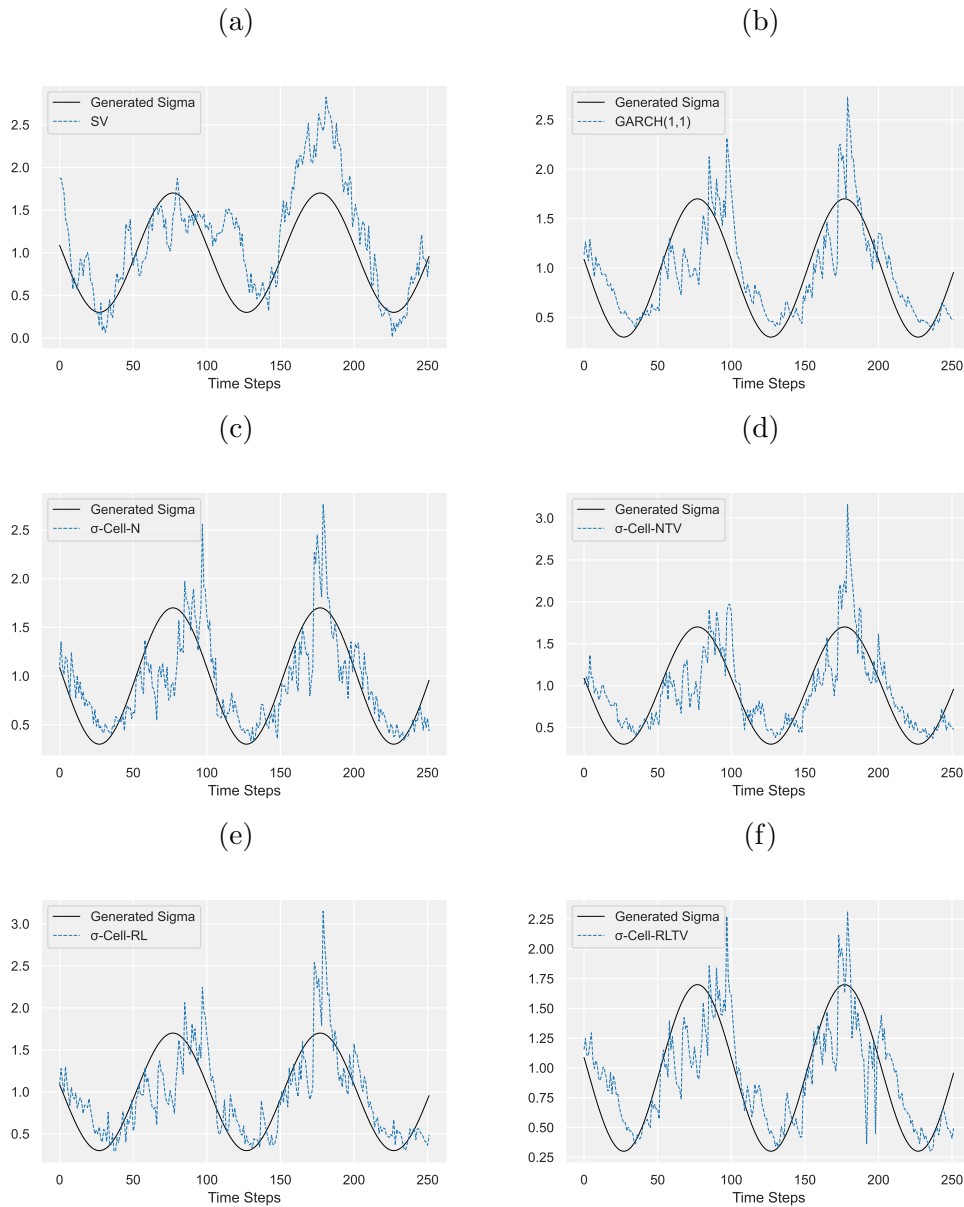 (a)
Generated Sigma
SV
2.5
2.0
1.5
1.0
0.5
0.0
0 50 100 150 200 250
Time Steps
(b)
Generated Sigma
GARCH(1,1)
2.5
2.0
1.5
1.0
0.5
0 50 100 150 200 250
Time Steps
(c)
Generated Sigma
σ-Cell-N
2.5
2.0
1.5
1.0
0.5
0 50 100 150 200 250
Time Steps
(d)
Generated Sigma
σ-Cell-NTV
3.0
2.5
2.0
1.5
1.0
0.5
0 50 100 150 200 250
Time Steps
(e)
Generated Sigma
σ-Cell-RL
3.0
2.5
2.0
1.5
1.0
0.5
0 50 100 150 200 250
Time Steps
(f)
Generated Sigma
σ-Cell-RLTV
2.25
2.00
1.75
1.50
1.25
1.00
0.75
0.50
0.25
0 50 100 150 200 250
Time Steps